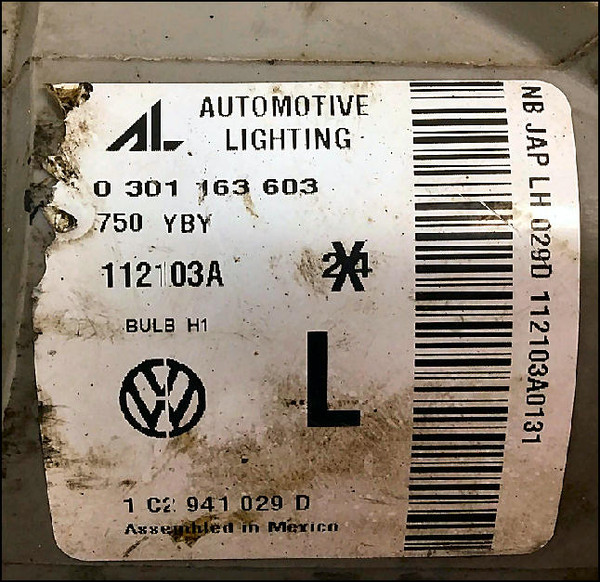 AL AUTOMOTIVE
LIGHTING
0 301 163 603
750 YBY
112103A
24
X
BULB H1
L
1 C2 941 029 D
Assembled in Mexico
NB JAP LH 029D 112103A0131